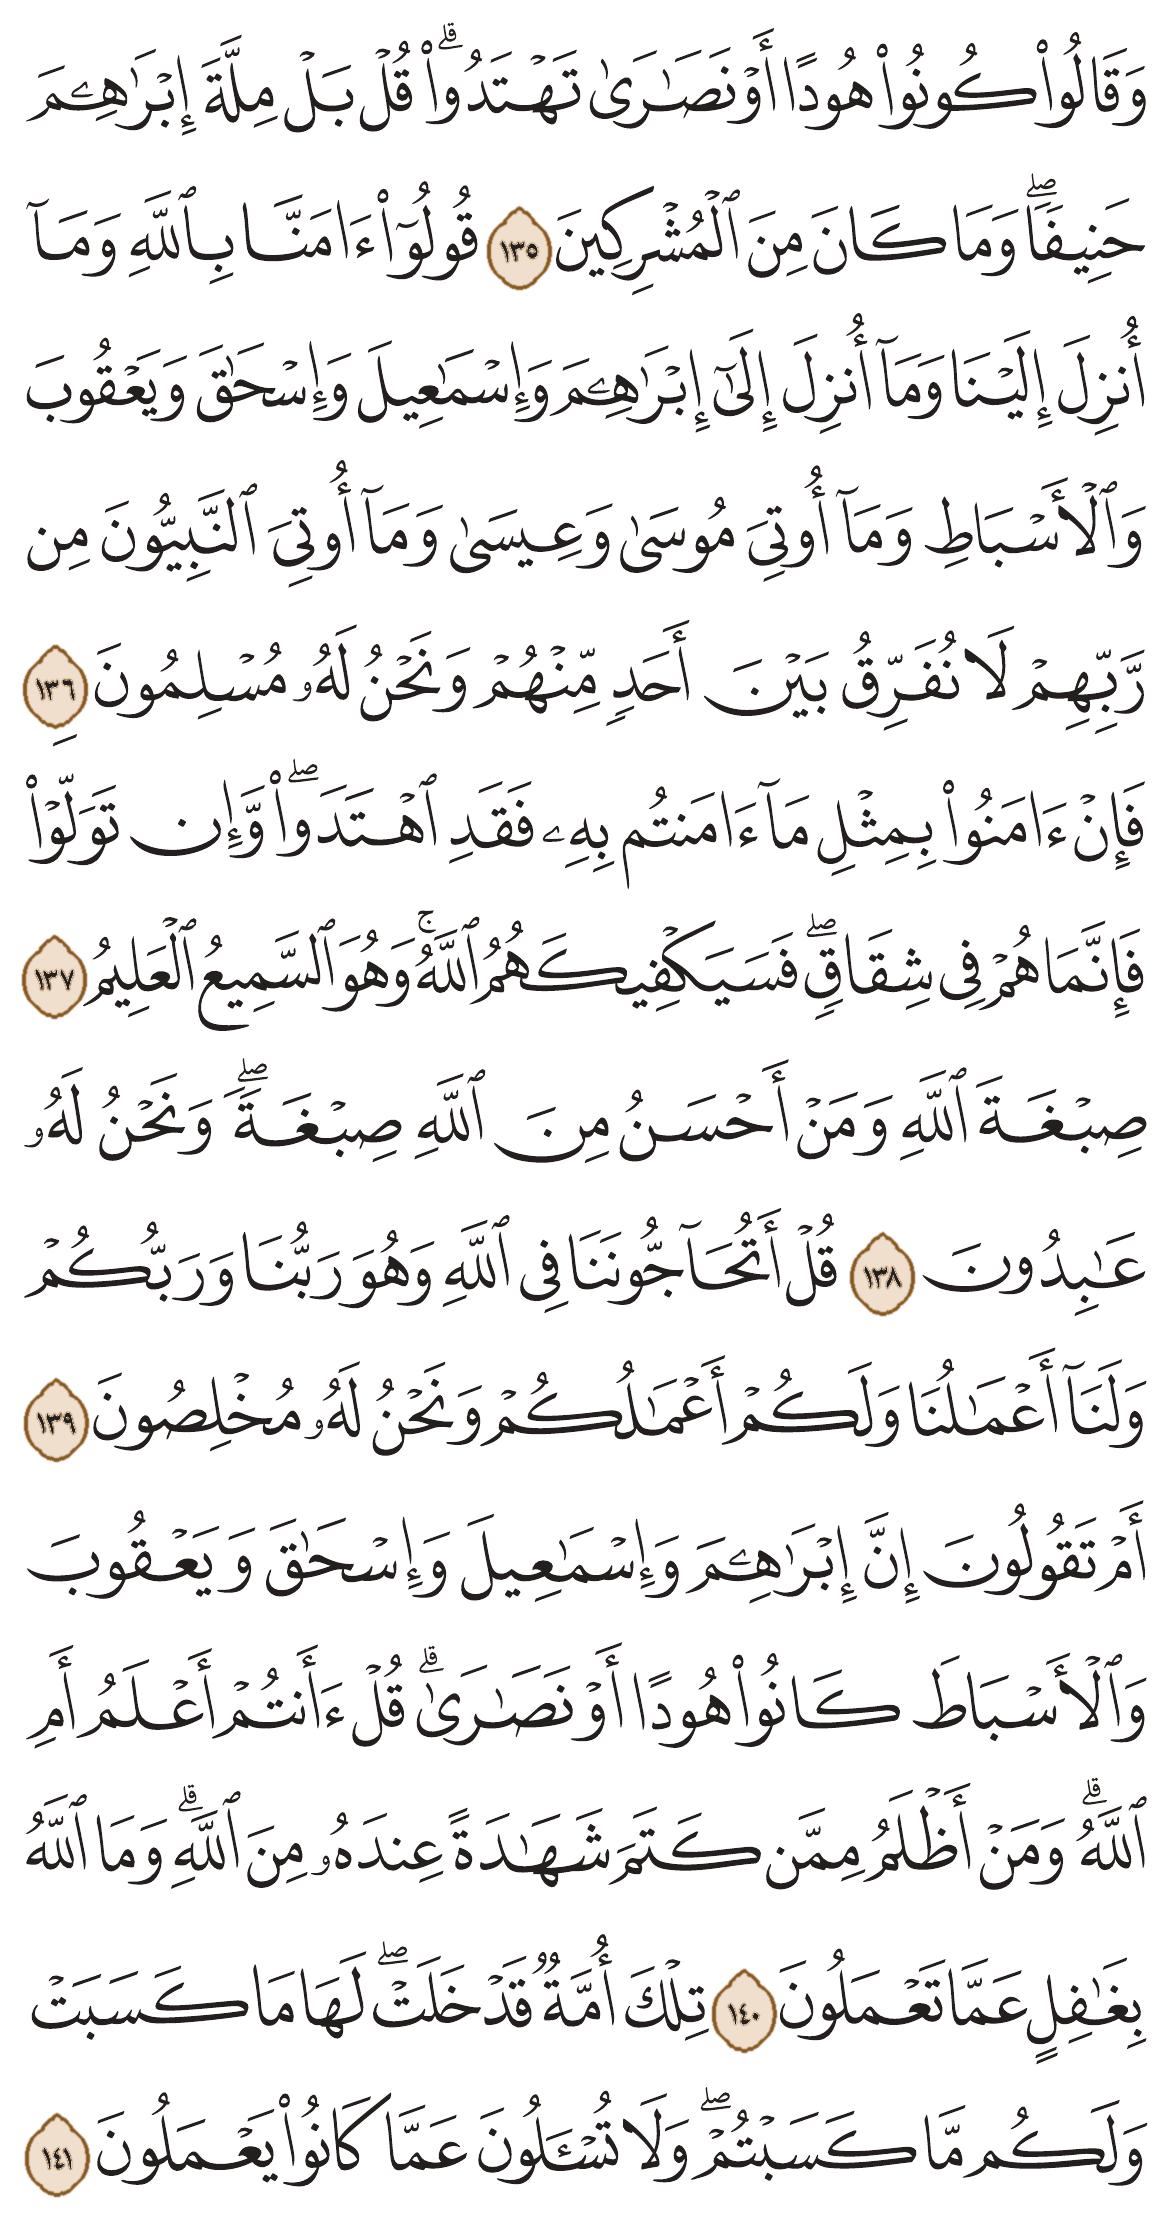 وَقَالُوا۟ كُونُوا۟ هُودًا أَوْ نَصَـٰرَىٰ تَهْتَدُوا۟ ۗ قُلْ بَلْ مِلَّةَ إِبْرَٰهِـۧمَ
حَنِيفًا ۖ وَمَا كَانَ مِنَ ٱلْمُشْرِكِينَ ١٣٥ قُولُوٓا۟ ءَامَنَّا بِٱللَّهِ وَمَآ
أُنزِلَ إِلَيْنَا وَمَآ أُنزِلَ إِلَىٰٓ إِبْرَٰهِـۧمَ وَإِسْمَـٰعِيلَ وَإِسْحَـٰقَ وَيَعْقُوبَ
وَٱلْأَسْبَاطِ وَمَآ أُوتِىَ مُوسَىٰ وَعِيسَىٰ وَمَآ أُوتِىَ ٱلنَّبِيُّونَ مِن
رَّبِّهِمْ لَا نُفَرِّقُ بَيْنَ أَحَدٍ مِّنْهُمْ وَنَحْنُ لَهُۥ مُسْلِمُونَ ١٣٦
فَإِنْ ءَامَنُوا۟ بِمِثْلِ مَآ ءَامَنتُم بِهِۦ فَقَدِ ٱهْتَدَوا۟ ۖ وَّإِن تَوَلَّوْا۟
فَإِنَّمَا هُمْ فِى شِقَاقٍ ۖ فَسَيَكْفِيكَهُمُ ٱللَّهُ ۚ وَهُوَ ٱلسَّمِيعُ ٱلْعَلِيمُ ١٣٧
صِبْغَةَ ٱللَّهِ وَمَنْ أَحْسَنُ مِنَ ٱللَّهِ صِبْغَةً ۖ وَنَحْنُ لَهُۥ
عَـٰبِدُونَ ١٣٨ قُلْ أَتُحَآجُّونَنَا فِى ٱللَّهِ وَهُوَ رَبُّنَا وَرَبُّكُمْ
وَلَنَآ أَعْمَـٰلُنَا وَلَكُمْ أَعْمَـٰلُكُمْ وَنَحْنُ لَهُۥ مُخْلِصُونَ ١٣٩
أَمْ تَقُولُونَ إِنَّ إِبْرَٰهِـۧمَ وَإِسْمَـٰعِيلَ وَإِسْحَـٰقَ وَيَعْقُوبَ
وَٱلْأَسْبَاطَ كَانُوا۟ هُودًا أَوْ نَصَـٰرَىٰ ۗ قُلْ ءَأَنتُمْ أَعْلَمُ أَمِ
ٱللَّهُ ۗ وَمَنْ أَظْلَمُ مِمَّن كَتَمَ شَهَـٰدَةً عِندَهُۥ مِنَ ٱللَّهِ ۗ وَمَا ٱللَّهُ
بِغَـٰفِلٍ عَمَّا تَعْمَلُونَ ١٤٠ تِلْكَ أُمَّةٌ قَدْ خَلَتْ ۖ لَهَا مَا كَسَبَتْ
وَلَكُم مَّا كَسَبْتُمْ ۖ وَلَا تُسْـَٔلُونَ عَمَّا كَانُوا۟ يَعْمَلُونَ ١٤١